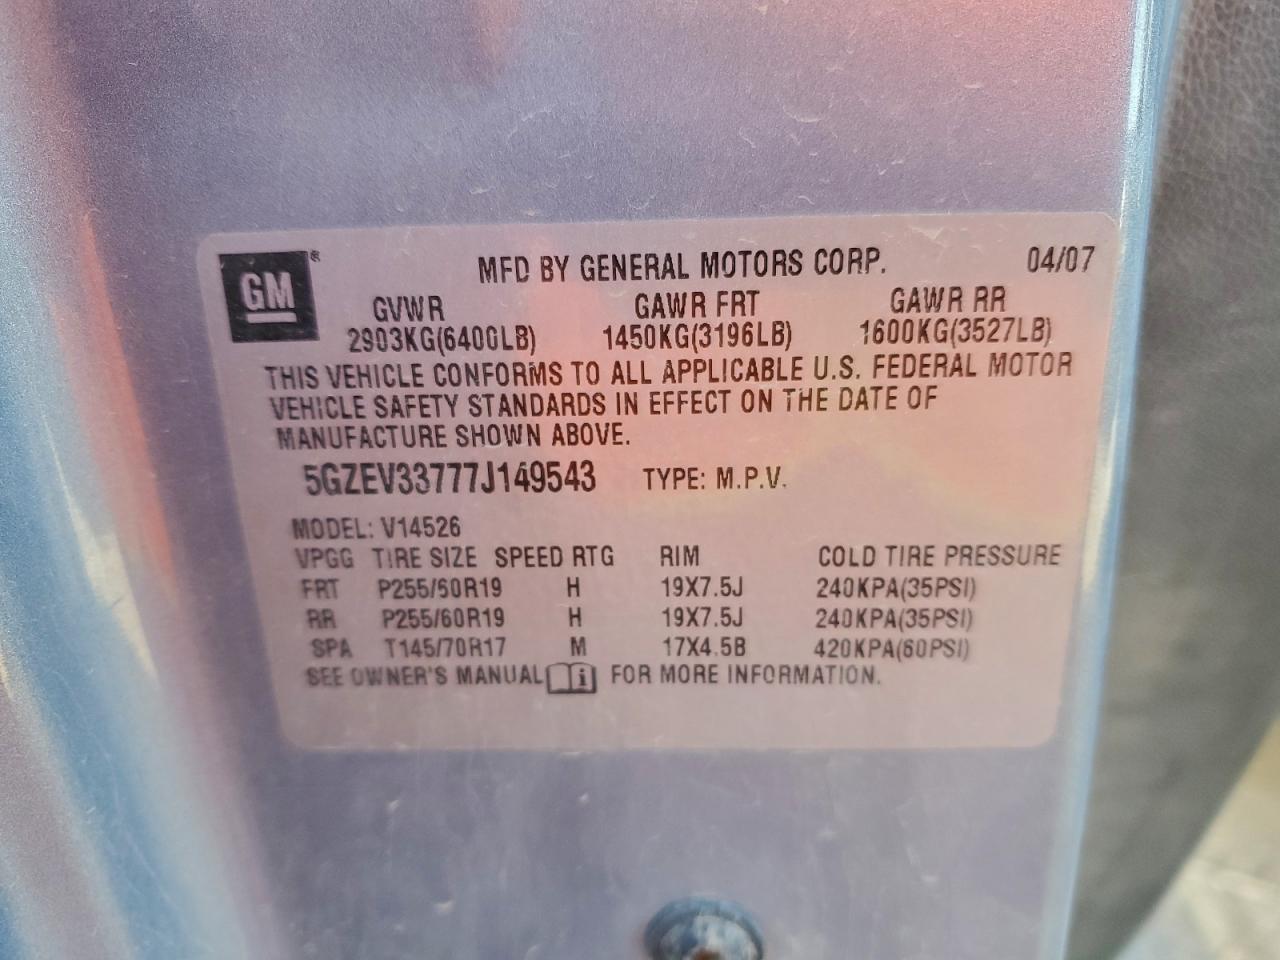 GM®
MFD BY GENERAL MOTORS CORP. 04/07
GVWR GAWR FRT GAWR RR
2903KG(6400LB) 1450KG(3196LB) 1600KG(3527LB)
THIS VEHICLE CONFORMS TO ALL APPLICABLE U.S. FEDERAL MOTOR
VEHICLE SAFETY STANDARDS IN EFFECT ON THE DATE OF
MANUFACTURE SHOWN ABOVE.
5GZEV33777J149543 TYPE: M.P.V.
MODEL: V14526
VPGG TIRE SIZE SPEED RTG RIM COLD TIRE PRESSURE
FRT P255/60R19 H 19X7.5J 240KPA(35PSI)
RR P255/60R19 H 19X7.5J 240KPA(35PSI)
SPA T145/70R17 M 17X4.5B 420KPA(60PSI)
SEE OWNER'S MANUAL i FOR MORE INFORMATION.